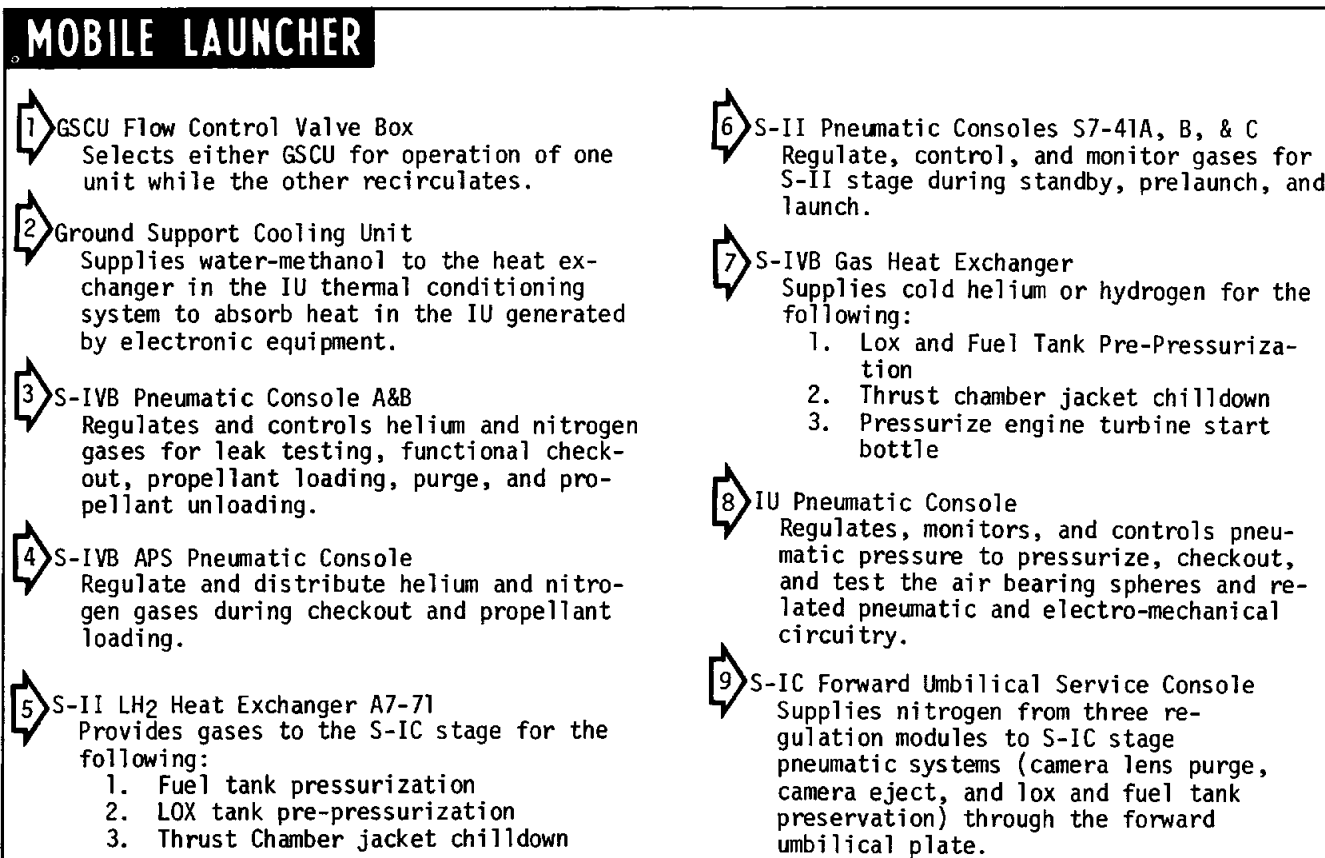 MOBILE LAUNCHER
1 GSCU Flow Control Valve Box
Selects either GSCU for operation of one
unit while the other recirculates.
2 Ground Support Cooling Unit
Supplies water-methanol to the heat ex-
changer in the IU thermal conditioning
system to absorb heat in the IU generated
by electronic equipment.
3 S-IVB Pneumatic Console A&B
Regulates and controls helium and nitrogen
gases for leak testing, functional check-
out, propellant loading, purge, and pro-
pellant unloading.
4 S-IVB APS Pneumatic Console
Regulate and distribute helium and nitro-
gen gases during checkout and propellant
loading.
5 S-II LH2 Heat Exchanger A7-71
Provides gases to the S-IC stage for the
following:
1. Fuel tank pressurization
2. LOX tank pre-pressurization
3. Thrust Chamber jacket chilldown
6 S-II Pneumatic Consoles S7-41A, B, & C
Regulate, control, and monitor gases for
S-II stage during standby, prelaunch, and
launch.
7 S-IVB Gas Heat Exchanger
Supplies cold helium or hydrogen for the
following:
1. Lox and Fuel Tank Pre-Pressuriza-
tion
2. Thrust chamber jacket chilldown
3. Pressurize engine turbine start
bottle
8 IU Pneumatic Console
Regulates, monitors, and controls pneu-
matic pressure to pressurize, checkout,
and test the air bearing spheres and re-
lated pneumatic and electro-mechanical
circuitry.
9 S-IC Forward Umbilical Service Console
Supplies nitrogen from three re-
gulation modules to S-IC stage
pneumatic systems (camera lens purge,
camera eject, and lox and fuel tank
preservation) through the forward
umbilical plate.